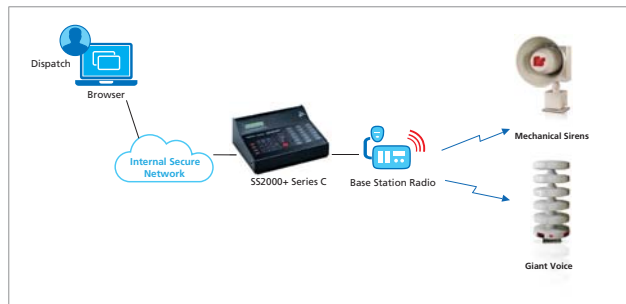 Dispatch
Browser
Internal Secure
Network
SS2000+ Series C
Base Station Radio
Mechanical Sirens
Giant Voice